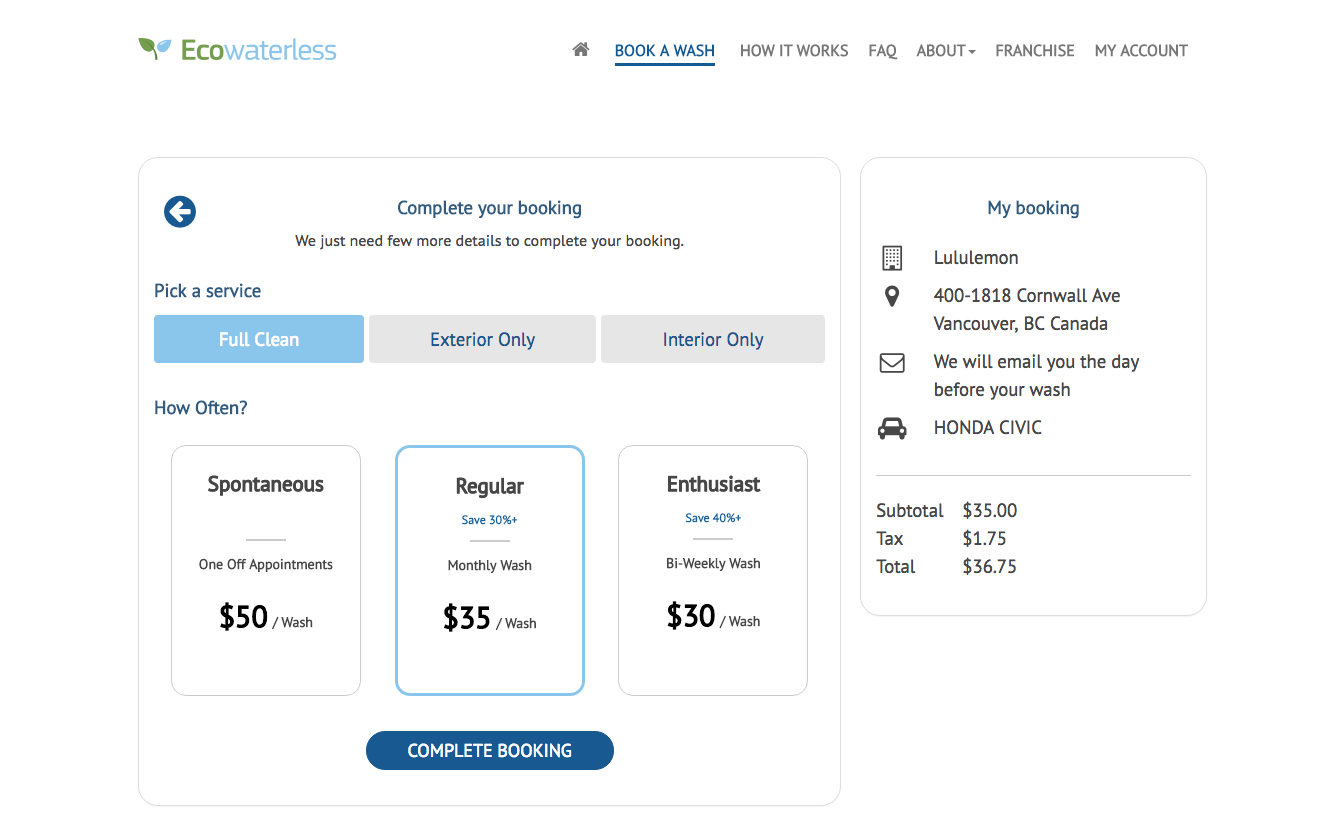 Ecowaterless
BOOK A WASH
HOW IT WORKS
FAQ
ABOUT
FRANCHISE
MY ACCOUNT
Complete your booking
We just need few more details to complete your booking.
Pick a service
Full Clean
Exterior Only
Interior Only
How Often?
Spontaneous
One Off Appointments
$50 / Wash
Regular
Save 30%+
Monthly Wash
$35 / Wash
Enthusiast
Save 40%+
Bi-Weekly Wash
$30 / Wash
COMPLETE BOOKING
My booking
Lululemon
400-1818 Cornwall Ave
Vancouver, BC Canada
We will email you the day
before your wash
HONDA CIVIC
Subtotal $35.00
Tax $1.75
Total $36.75